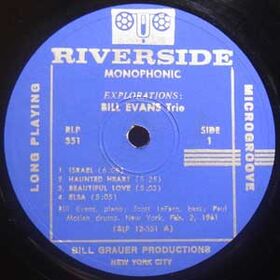 RIVERSIDE
MONOPHONIC
LONG PLAYING
MICROGROOVE
EXPLORATIONS:
BILL EVANS Trio
RLP
351
SIDE
1
1 ISRAEL (6:06)
2 HAUNTED HEART (3:25)
3 BEAUTIFUL LOVE (5:03)
4 ELSA (5:05)
Bill Evans, piano; Scott LaFaro, bass; Paul
Motian drums. New York, Feb. 2, 1961
(RLP 12-351 A)
BILL GRAUER PRODUCTIONS
NEW YORK CITY